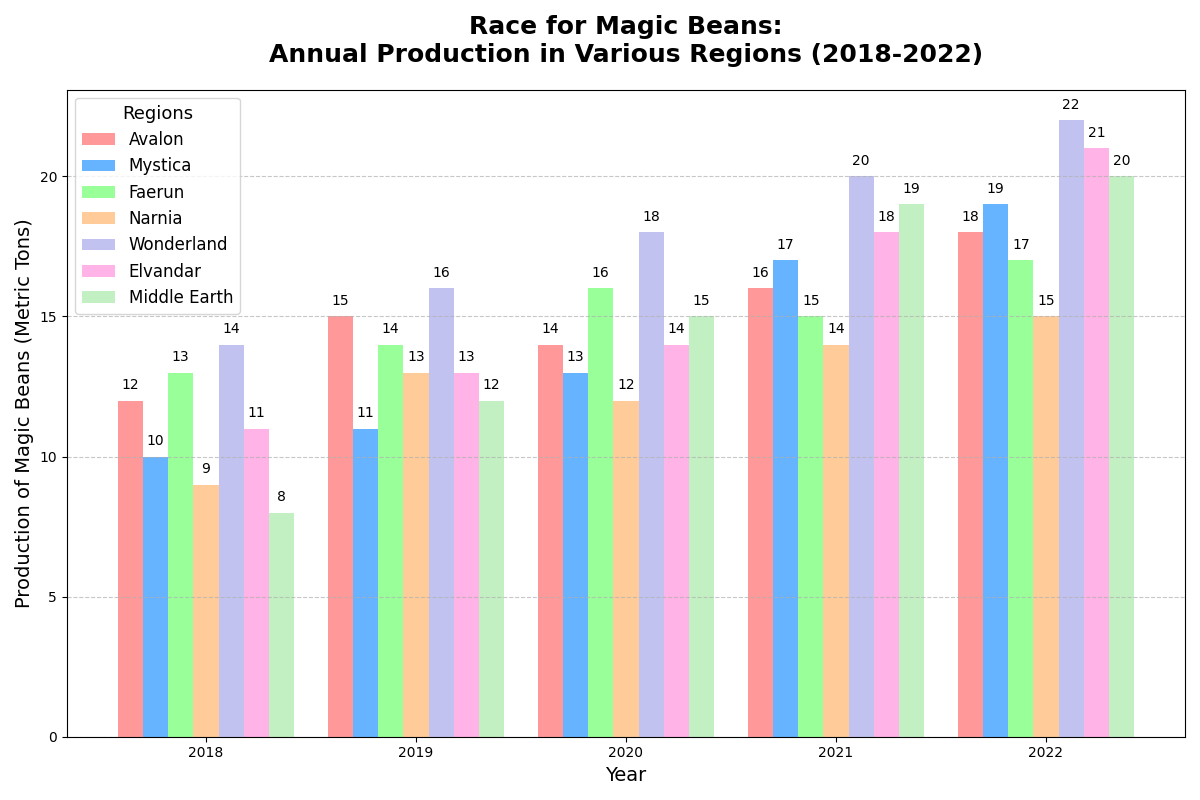 Race for Magic Beans:
Annual Production in Various Regions (2018-2022)
Production of Magic Beans (Metric Tons)
Regions
Avalon
Mystica
Faerun
Narnia
Wonderland
Elvandar
Middle Earth
20
15
10
5
0
12 10 13 9 14 11 8
15 11 14 13 16 13 12
14 13 16 12 18 14 15
16 17 15 14 20 18 19
18 19 17 15 22 21 20
2018 2019 2020 2021 2022
Year